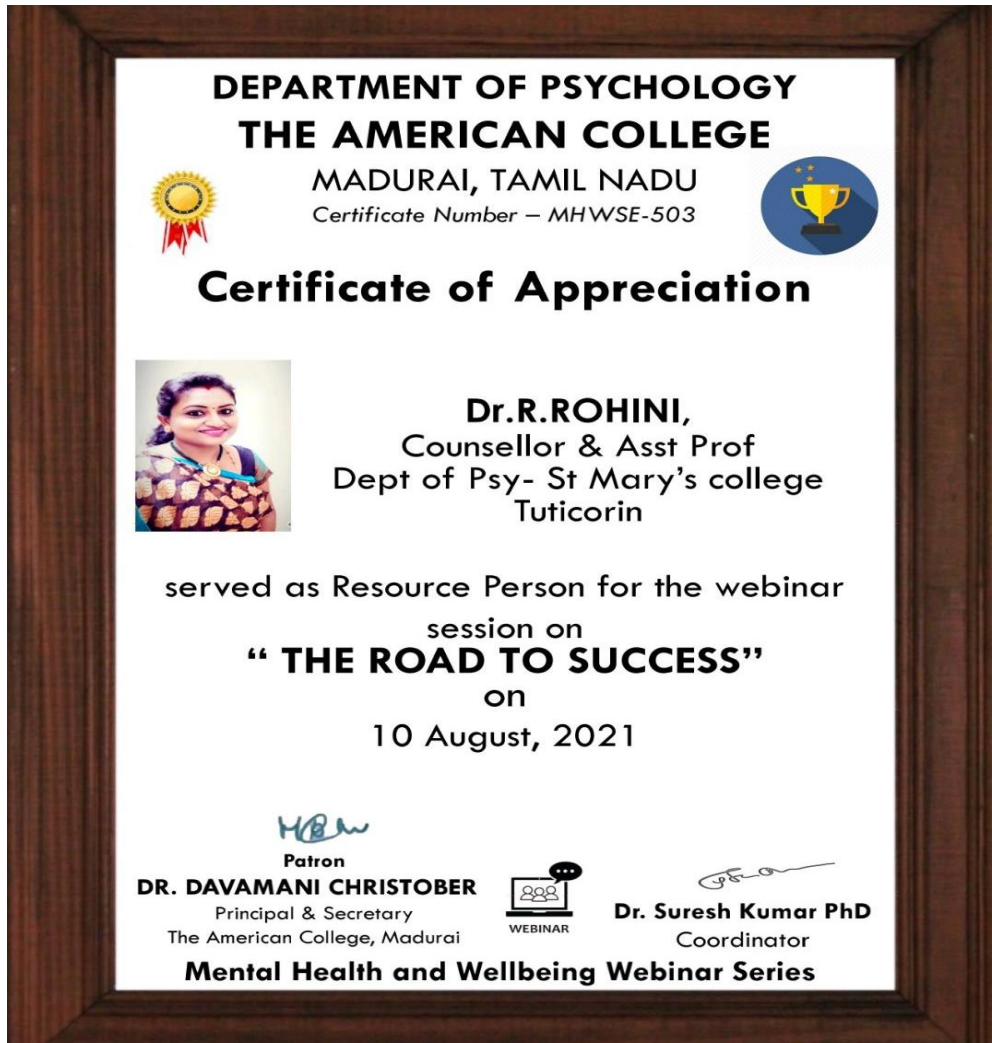 DEPARTMENT OF PSYCHOLOGY
THE AMERICAN COLLEGE
MADURAI, TAMIL NADU
Certificate Number – MHWSE-503
Certificate of Appreciation
Dr.R.ROHINI,
Counsellor & Asst Prof
Dept of Psy- St Mary's college
Tuticorin
served as Resource Person for the webinar
session on
“ THE ROAD TO SUCCESS”
on
10 August, 2021
Patron
DR. DAVAMANI CHRISTOBER
Principal & Secretary
The American College, Madurai
WEBINAR
Dr. Suresh Kumar PhD
Coordinator
Mental Health and Wellbeing Webinar Series